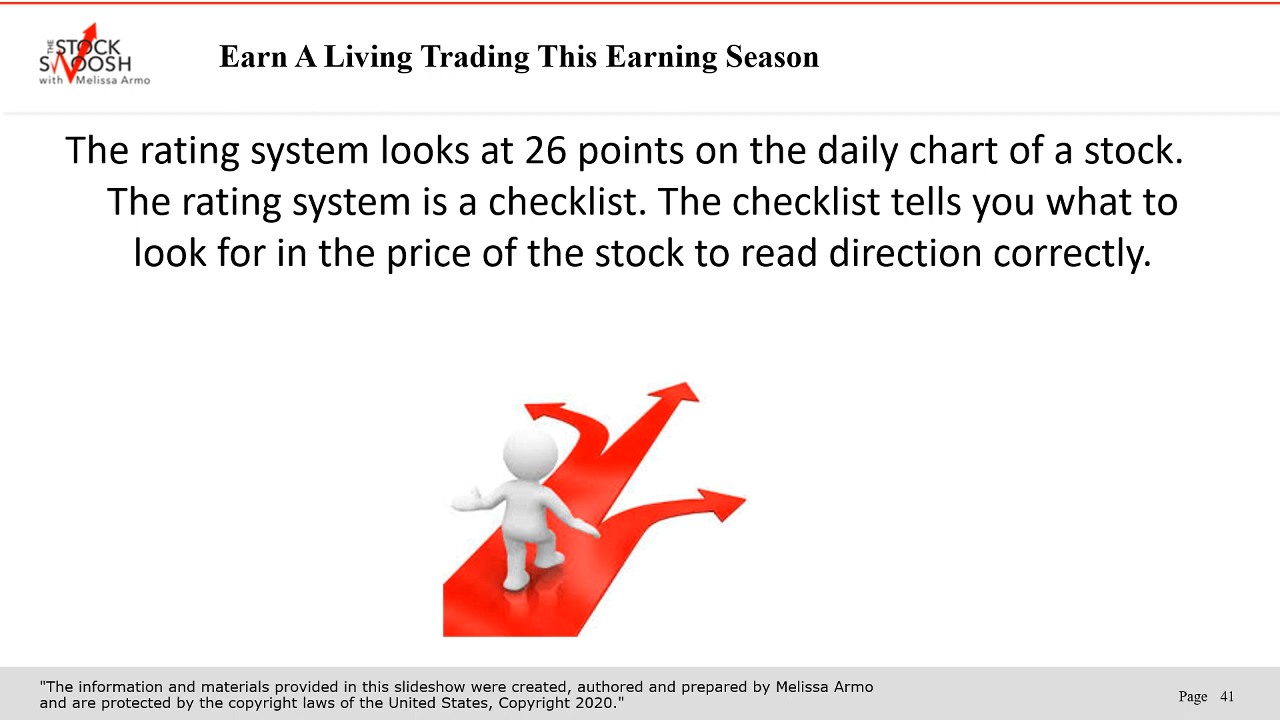 THE STOCK
SWOOSH
with Melissa Armo
Earn A Living Trading This Earning Season
The rating system looks at 26 points on the daily chart of a stock.
The rating system is a checklist. The checklist tells you what to
look for in the price of the stock to read direction correctly.
"The information and materials provided in this slideshow were created, authored and prepared by Melissa Armo
and are protected by the copyright laws of the United States, Copyright 2020."
Page 41